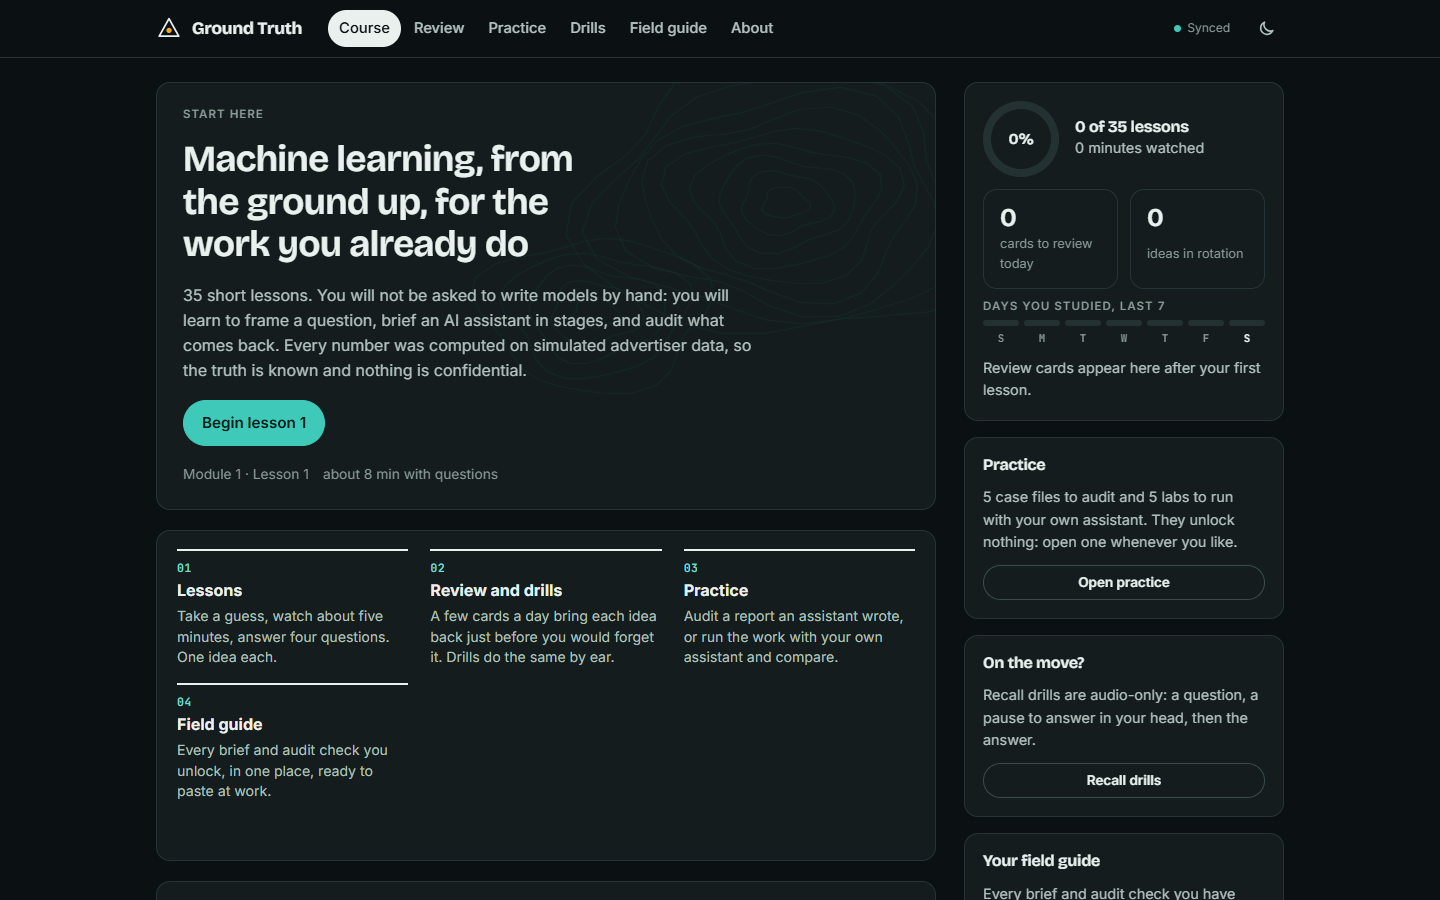 Ground Truth
Course
Review
Practice
Drills
Field guide
About
Synced
START HERE
Machine learning, from
the ground up, for the
work you already do
35 short lessons. You will not be asked to write models by hand: you will
learn to frame a question, brief an AI assistant in stages, and audit what
comes back. Every number was computed on simulated advertiser data, so
the truth is known and nothing is confidential.
Begin lesson 1
Module 1 · Lesson 1 about 8 min with questions
01
Lessons
Take a guess, watch about five
minutes, answer four questions.
One idea each.
02
Review and drills
A few cards a day bring each idea
back just before you would forget
it. Drills do the same by ear.
03
Practice
Audit a report an assistant wrote,
or run the work with your own
assistant and compare.
04
Field guide
Every brief and audit check you
unlock, in one place, ready to
paste at work.
0%
0 of 35 lessons
0 minutes watched
0
cards to review
today
0
ideas in rotation
DAYS YOU STUDIED, LAST 7
S M T W T F S
Review cards appear here after your first
lesson.
Practice
5 case files to audit and 5 labs to run
with your own assistant. They unlock
nothing: open one whenever you like.
Open practice
On the move?
Recall drills are audio-only: a question, a
pause to answer in your head, then the
answer.
Recall drills
Your field guide
Every brief and audit check you have